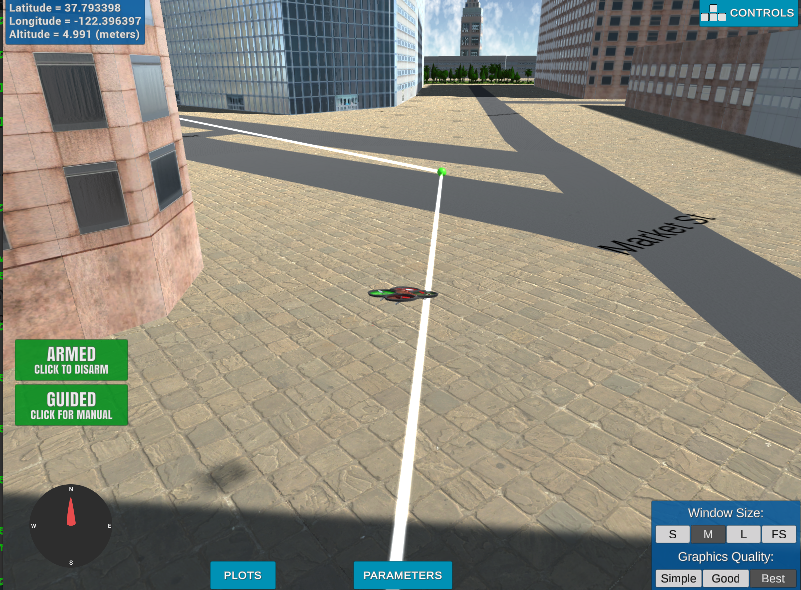 Latitude = 37.793398
Longitude = -122.396397
Altitude = 4.991 (meters)
CONTROLS
Market St
ARMED
CLICK TO DISARM
GUIDED
CLICK FOR MANUAL
N
W E
S
Window Size:
S M L FS
Graphics Quality:
Simple Good Best
PLOTS
PARAMETERS